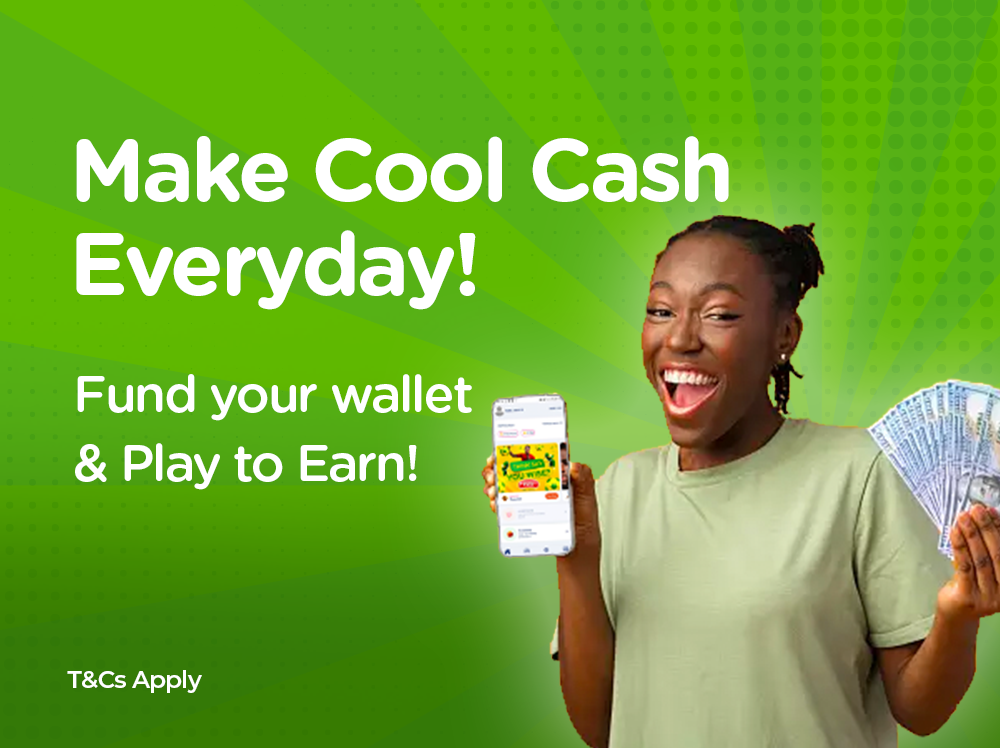 Make Cool Cash
Everyday!
Fund your wallet
& Play to Earn!
T&Cs Apply